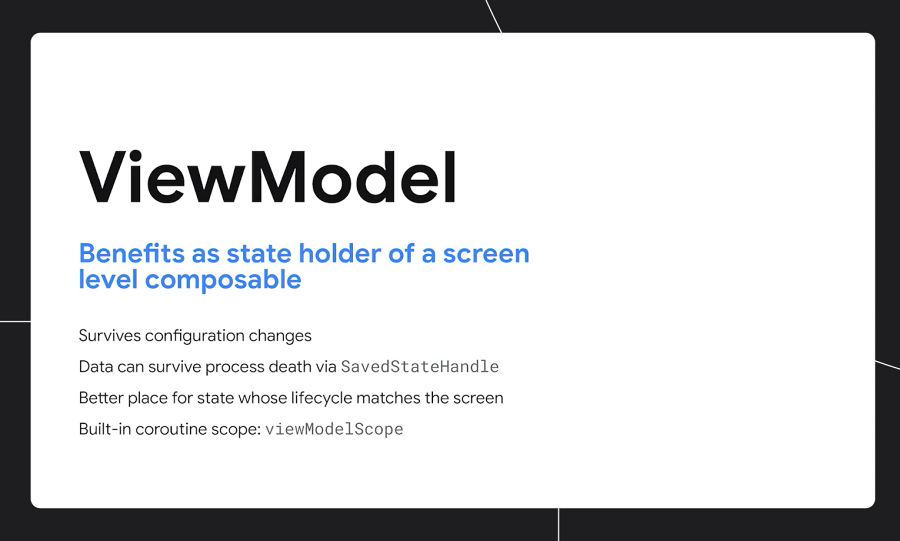 ViewModel
Benefits as state holder of a screen
level composable
Survives configuration changes
Data can survive process death via SavedStateHandle
Better place for state whose lifecycle matches the screen
Built-in coroutine scope: viewModelScope